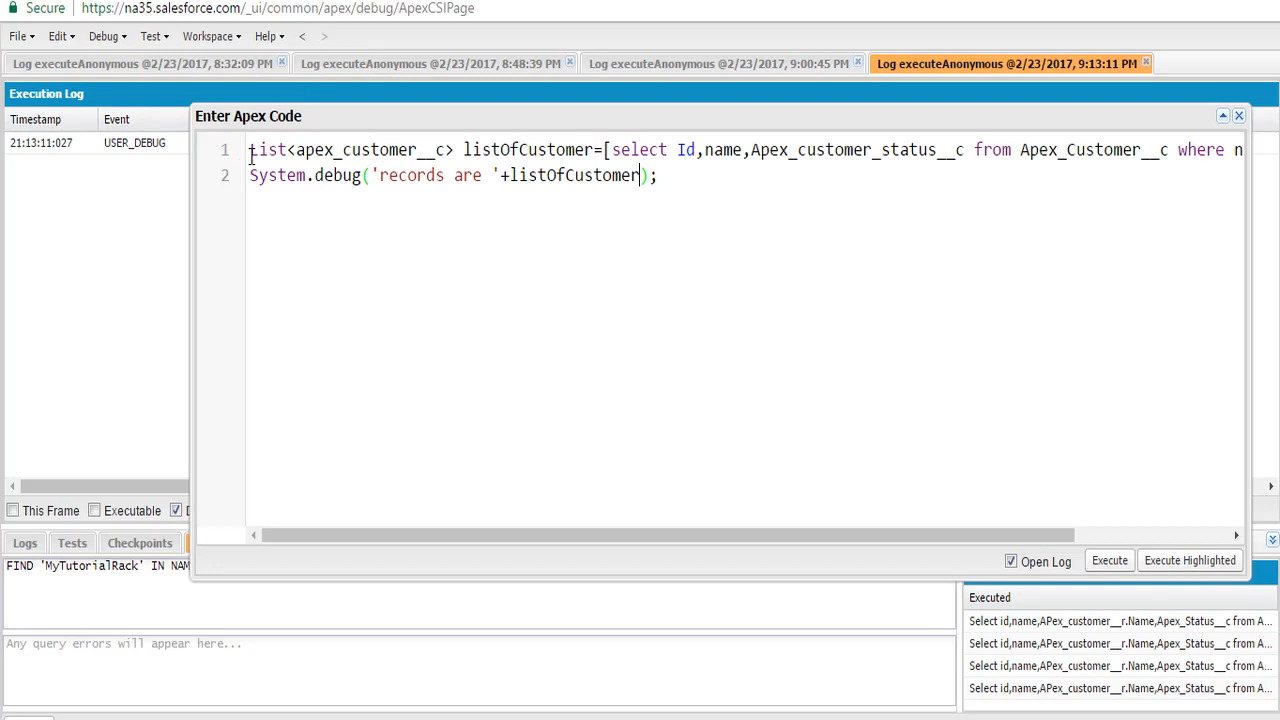 Secure https://na35.salesforce.com/_ui/common/apex/debug/ApexCSIPage
File Edit Debug Test Workspace Help < >
Log executeAnonymous @2/23/2017, 8:32:09 PM Log executeAnonymous @2/23/2017, 8:48:39 PM Log executeAnonymous @2/23/2017, 9:00:45 PM Log executeAnonymous @2/23/2017, 9:13:11 PM
Execution Log
Timestamp Event
21:13:11:027 USER_DEBUG
Enter Apex Code
1 List<apex_customer__c> listOfCustomer=[select Id,name,Apex_customer_status__c from Apex_Customer__c where n
2 System.debug('records are '+listOfCustomer);
This Frame Executable D
Open Log Execute Execute Highlighted
Logs Tests Checkpoints
FIND 'MyTutorialRack' IN NAM
Any query errors will appear here...
Executed
Select id,name,APex_customer__r.Name,Apex_Status__c from A...
Select id,name,APex_customer__r.Name,Apex_Status__c from A...
Select id,name,APex_customer__r.Name,Apex_Status__c from A...
Select id,name,APex_customer__r.Name,Apex_Status__c from A...